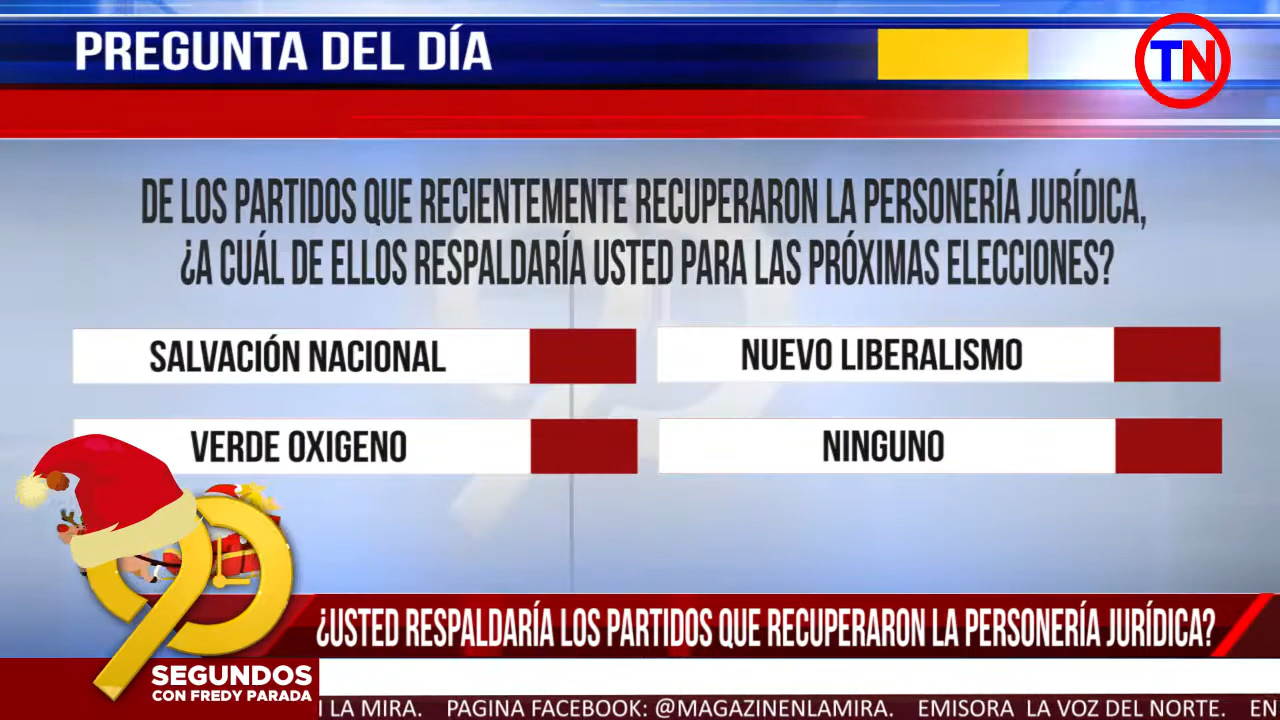 PREGUNTA DEL DÍA
TN
DE LOS PARTIDOS QUE RECIENTEMENTE RECUPERARON LA PERSONERÍA JURÍDICA,
¿A CUÁL DE ELLOS RESPALDARÍA USTED PARA LAS PRÓXIMAS ELECCIONES?
SALVACIÓN NACIONAL
NUEVO LIBERALISMO
VERDE OXIGENO
NINGUNO
90
¿USTED RESPALDARÍA LOS PARTIDOS QUE RECUPERARON LA PERSONERÍA JURÍDICA?
SEGUNDOS
CON FREDY PARADA
LA MIRA. PAGINA FACEBOOK: @MAGAZINENLAMIRA. EMISORA LA VOZ DEL NORTE. EN